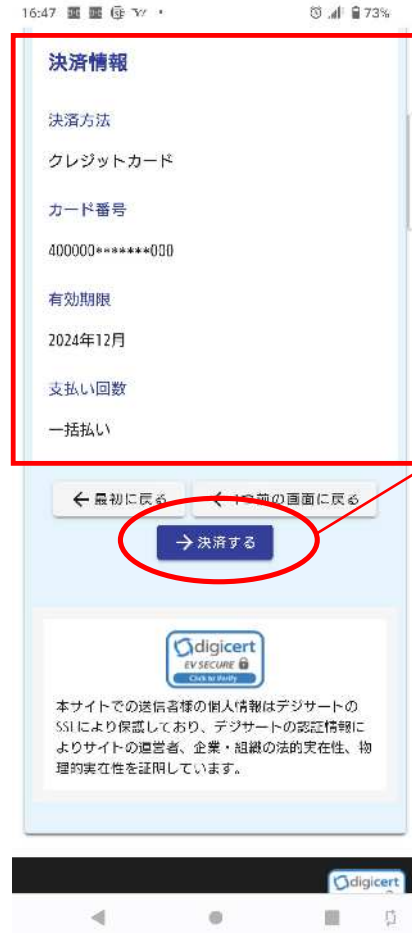 16:47
73%
決済情報
決済方法
クレジットカード
カード番号
400000*******000
有効期限
2024年12月
支払い回数
一括払い
最初に戻る
前の画面に戻る
決済する
digicert
EV SECURE
Click to Verify
本サイトでの送信者様の個人情報はデジサートの
SSLにより保護しており、デジサートの認証情報に
よりサイトの運営者、企業・組織の法的実在性、物
理的実在性を証明しています。
digicert